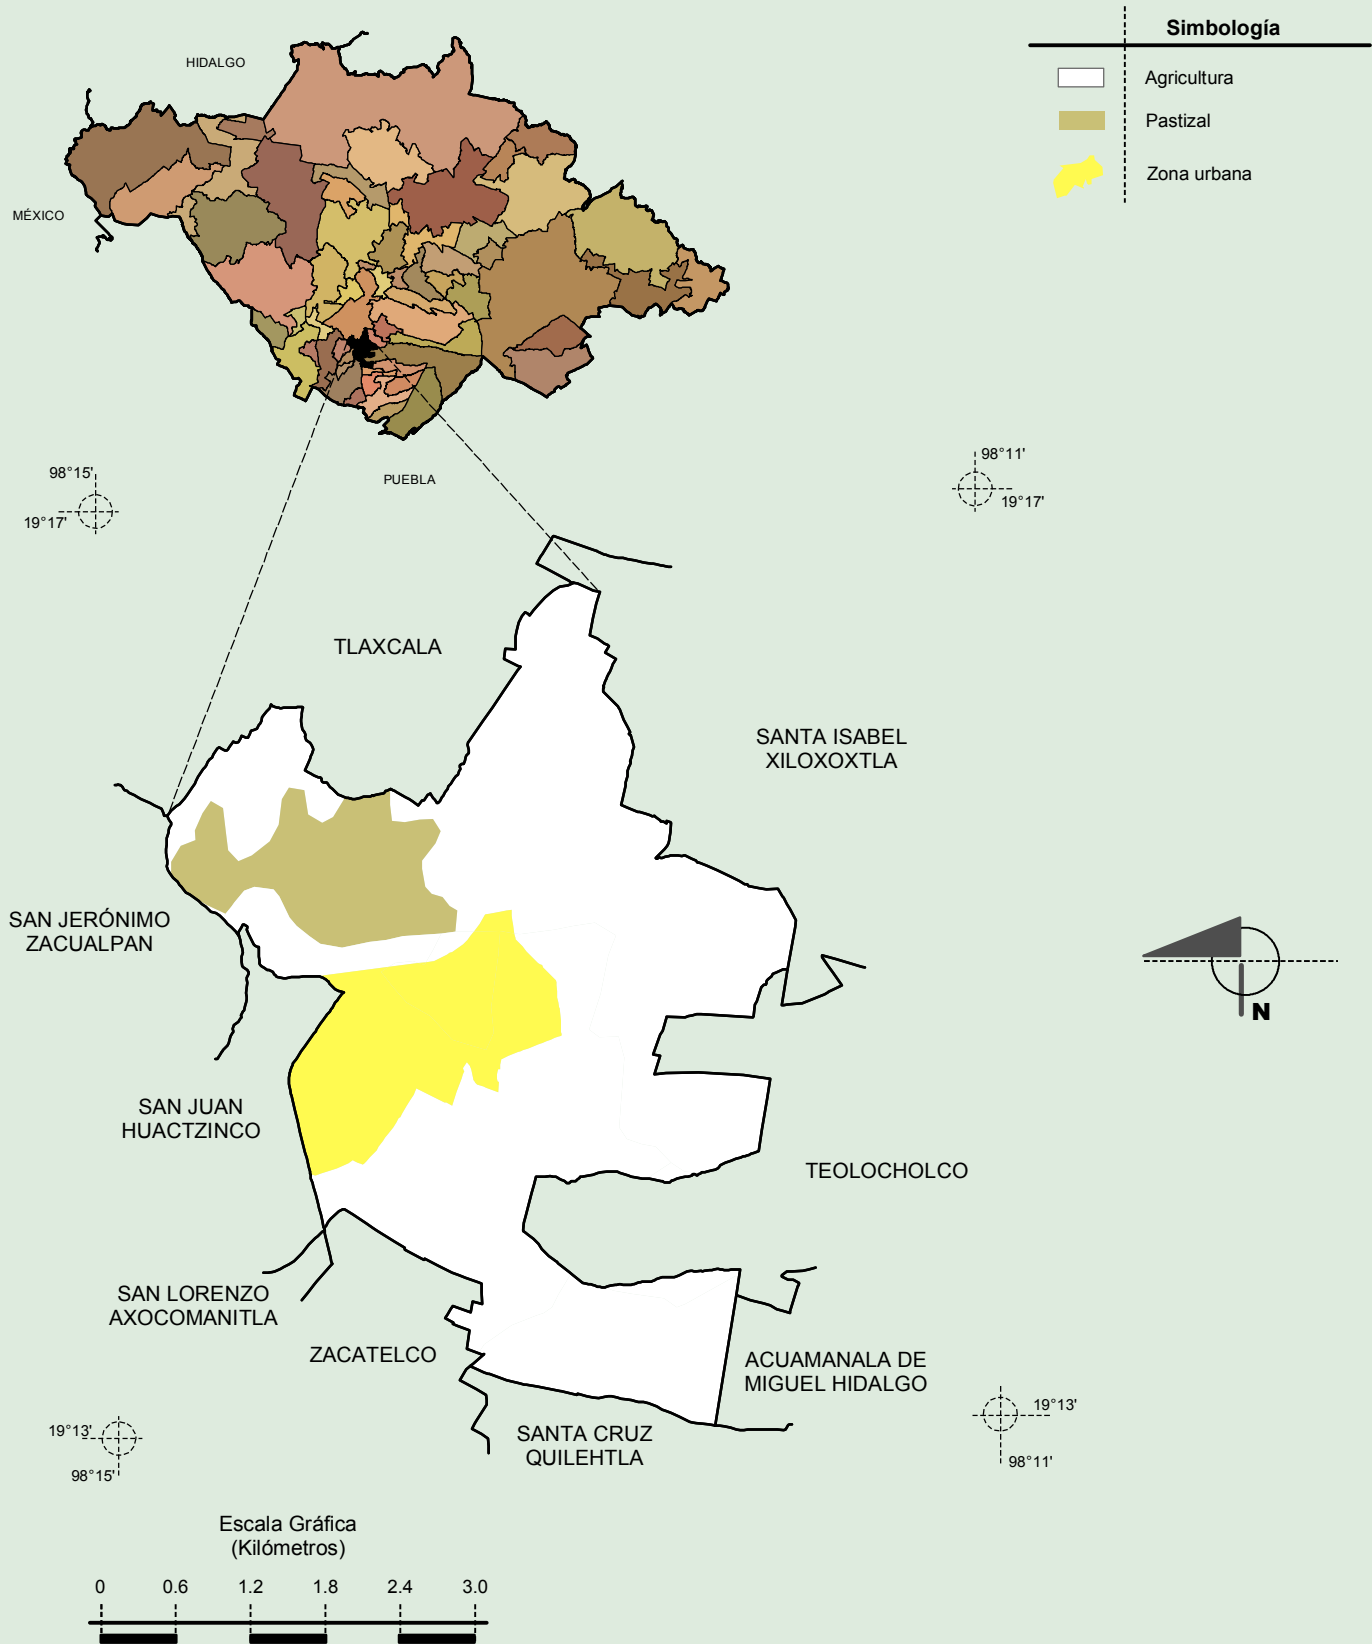 Simbología
Agricultura
Pastizal
Zona urbana
HIDALGO
MÉXICO
PUEBLA
98°15'
19°17'
98°11'
19°17'
TLAXCALA
SANTA ISABEL
XILOXOXTLA
SAN JERÓNIMO
ZACUALPAN
N
SAN JUAN
HUACTZINCO
TEOLOCHOLCO
SAN LORENZO
AXOCOMANITLA
ZACATELCO
ACUAMANALA DE
MIGUEL HIDALGO
SANTA CRUZ
QUILEHTLA
19°13'
98°15'
19°13'
98°11'
Escala Gráfica
(Kilómetros)
0 0.6 1.2 1.8 2.4 3.0